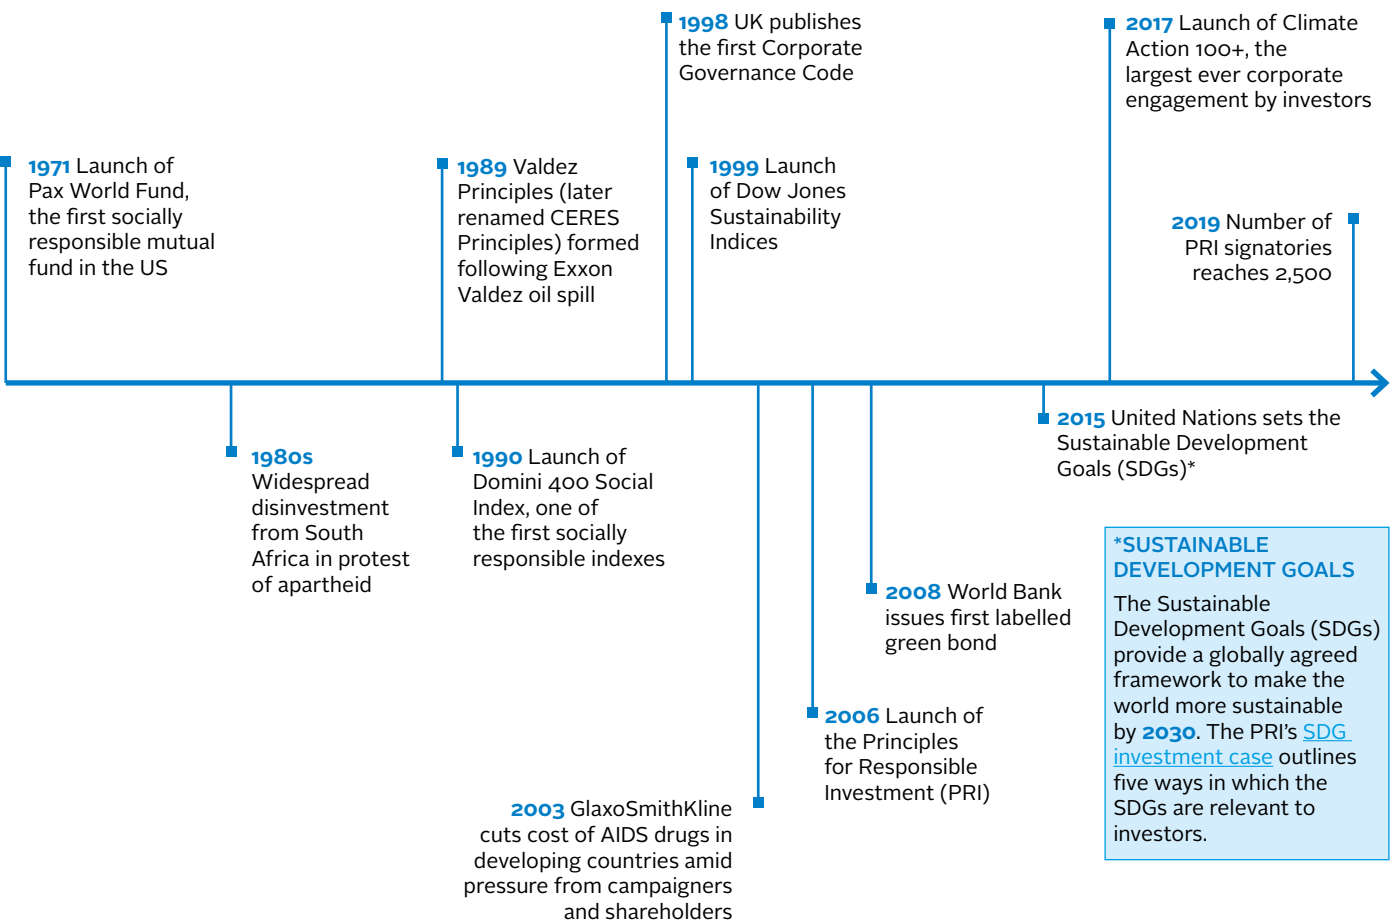 1998 UK publishes
the first Corporate
Governance Code
2017 Launch of Climate
Action 100+, the
largest ever corporate
engagement by investors
1971 Launch of
Pax World Fund,
the first socially
responsible mutual
fund in the US
1989 Valdez
Principles (later
renamed CERES
Principles) formed
following Exxon
Valdez oil spill
1999 Launch
of Dow Jones
Sustainability
Indices
2019 Number of
PRI signatories
reaches 2,500
1980s
Widespread
disinvestment
from South
Africa in protest
of apartheid
1990 Launch of
Domini 400 Social
Index, one of
the first socially
responsible indexes
2003 GlaxoSmithKline
cuts cost of AIDS drugs in
developing countries amid
pressure from campaigners
and shareholders
2006 Launch of
the Principles
for Responsible
Investment (PRI)
2008 World Bank
issues first labelled
green bond
2015 United Nations sets the
Sustainable Development
Goals (SDGs)*
*SUSTAINABLE
DEVELOPMENT GOALS
The Sustainable
Development Goals (SDGs)
provide a globally agreed
framework to make the
world more sustainable
by 2030. The PRI's SDG
investment case outlines
five ways in which the
SDGs are relevant to
investors.